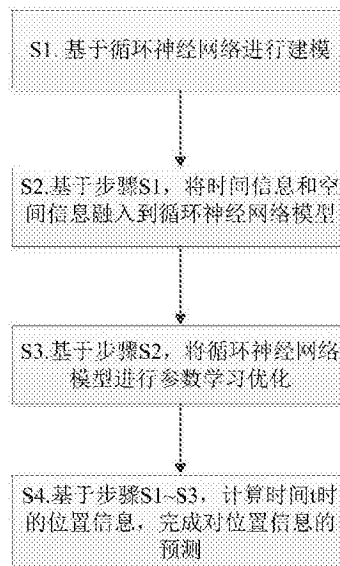 S1. 基于循环神经网络进行建模
S2.基于步骤S1，将时间信息和空
间信息融入到循环神经网络模型
S3.基于步骤S2，将循环神经网络
模型进行参数学习优化
S4.基于步骤S1~S3，计算时间t时
的位置信息，完成对位置信息的
预测